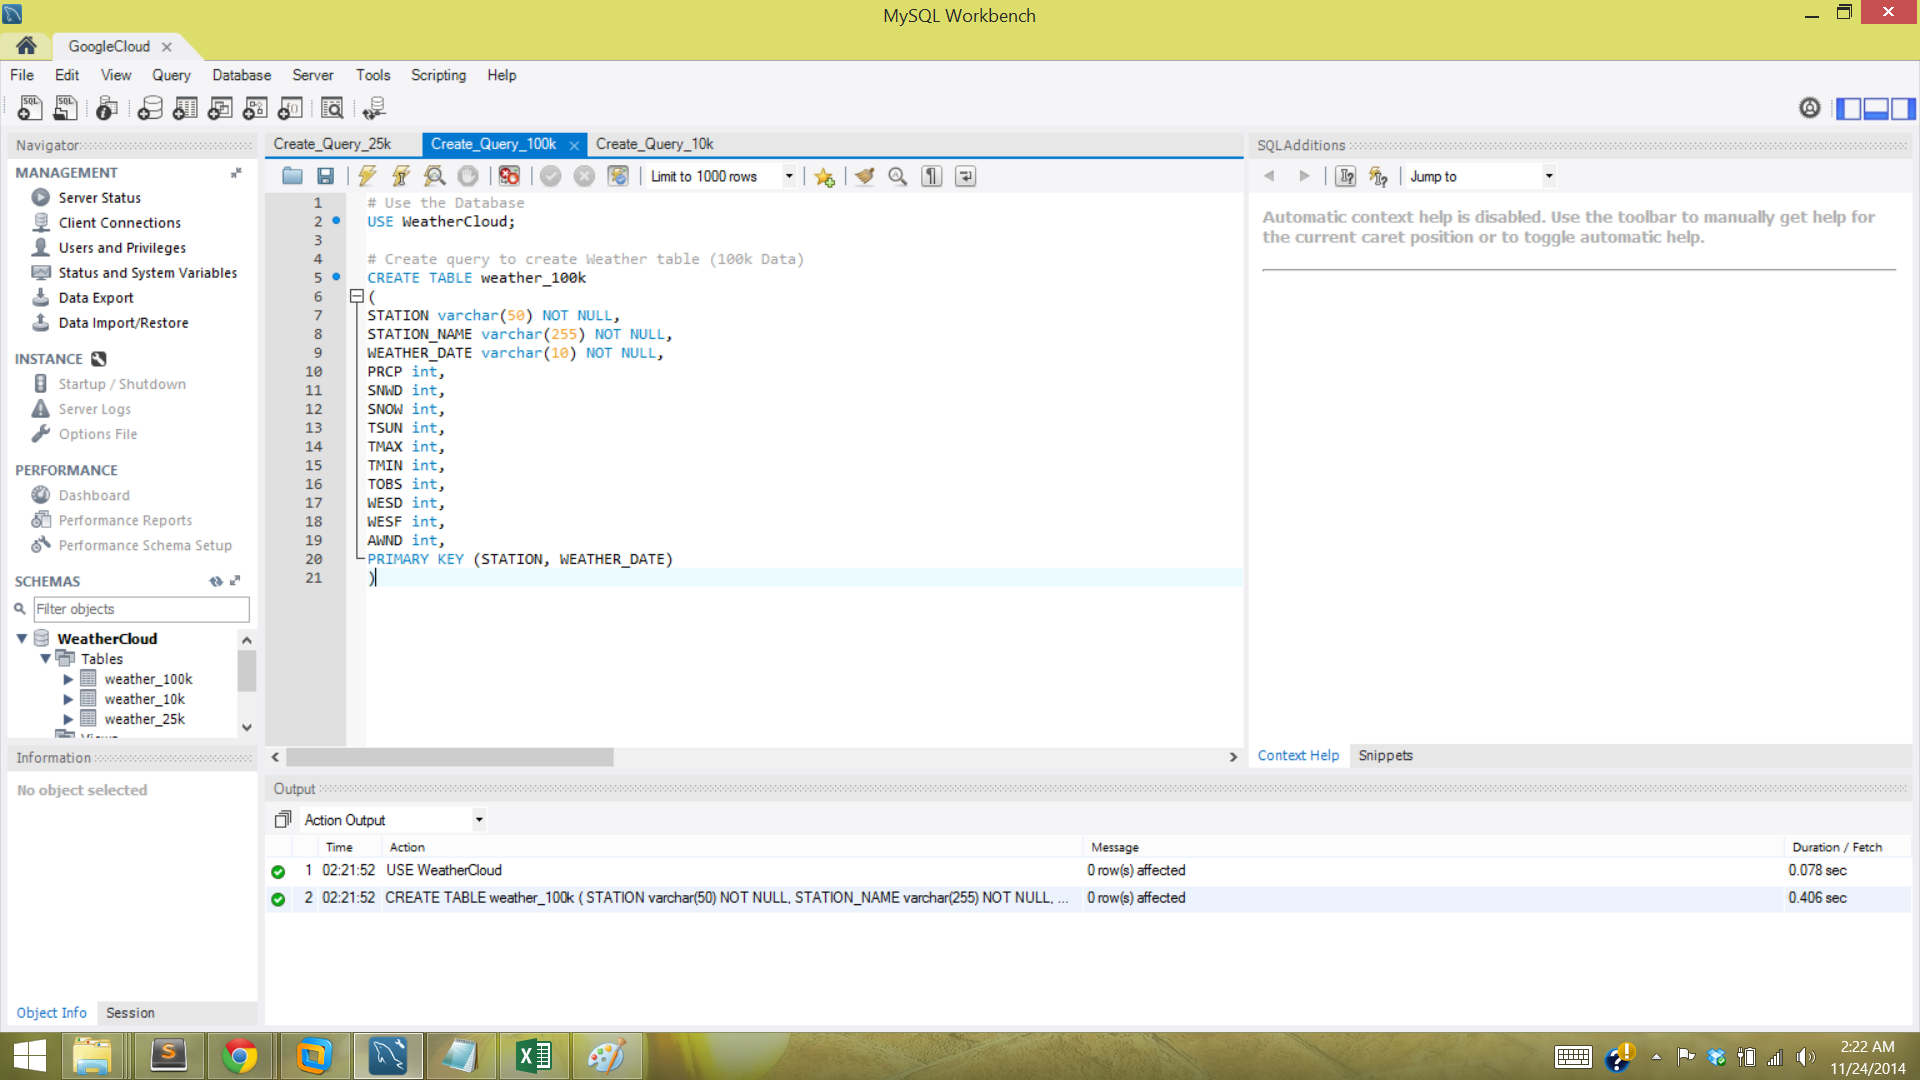 MySQL Workbench
GoogleCloud
File Edit View Query Database Server Tools Scripting Help
Navigator
MANAGEMENT
Server Status
Client Connections
Users and Privileges
Status and System Variables
Data Export
Data Import/Restore
INSTANCE
Startup / Shutdown
Server Logs
Options File
PERFORMANCE
Dashboard
Performance Reports
Performance Schema Setup
SCHEMAS
Filter objects
WeatherCloud
Tables
weather_100k
weather_10k
weather_25k
Views
Information
No object selected
Object Info Session
Create_Query_25k Create_Query_100k Create_Query_10k
Limit to 1000 rows
1 # Use the Database
2 USE WeatherCloud;
3
4 # Create query to create Weather table (100k Data)
5 CREATE TABLE weather_100k
6 (
7 STATION varchar(50) NOT NULL,
8 STATION_NAME varchar(255) NOT NULL,
9 WEATHER_DATE varchar(10) NOT NULL,
10 PRCP int,
11 SNWD int,
12 SNOW int,
13 TSUN int,
14 TMAX int,
15 TMIN int,
16 TOBS int,
17 WESD int,
18 WESF int,
19 AWND int,
20 PRIMARY KEY (STATION, WEATHER_DATE)
21 )
SQLAdditions
Jump to
Automatic context help is disabled. Use the toolbar to manually get help for
the current caret position or to toggle automatic help.
Context Help Snippets
Output
Action Output
Time Action Message Duration / Fetch
1 02:21:52 USE WeatherCloud 0 row(s) affected 0.078 sec
2 02:21:52 CREATE TABLE weather_100k ( STATION varchar(50) NOT NULL, STATION_NAME varchar(255) NOT NULL, ... 0 row(s) affected 0.406 sec
2:22 AM
11/24/2014